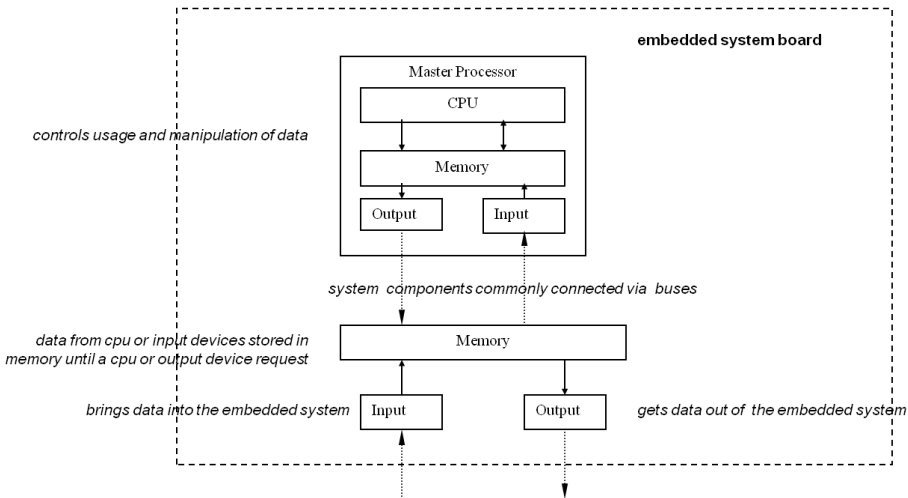 embedded system board
Master Processor
CPU
controls usage and manipulation of data
Memory
Output
Input
system components commonly connected via buses
data from cpu or input devices stored in
memory until a cpu or output device request
Memory
brings data into the embedded system
Input
Output
gets data out of the embedded system